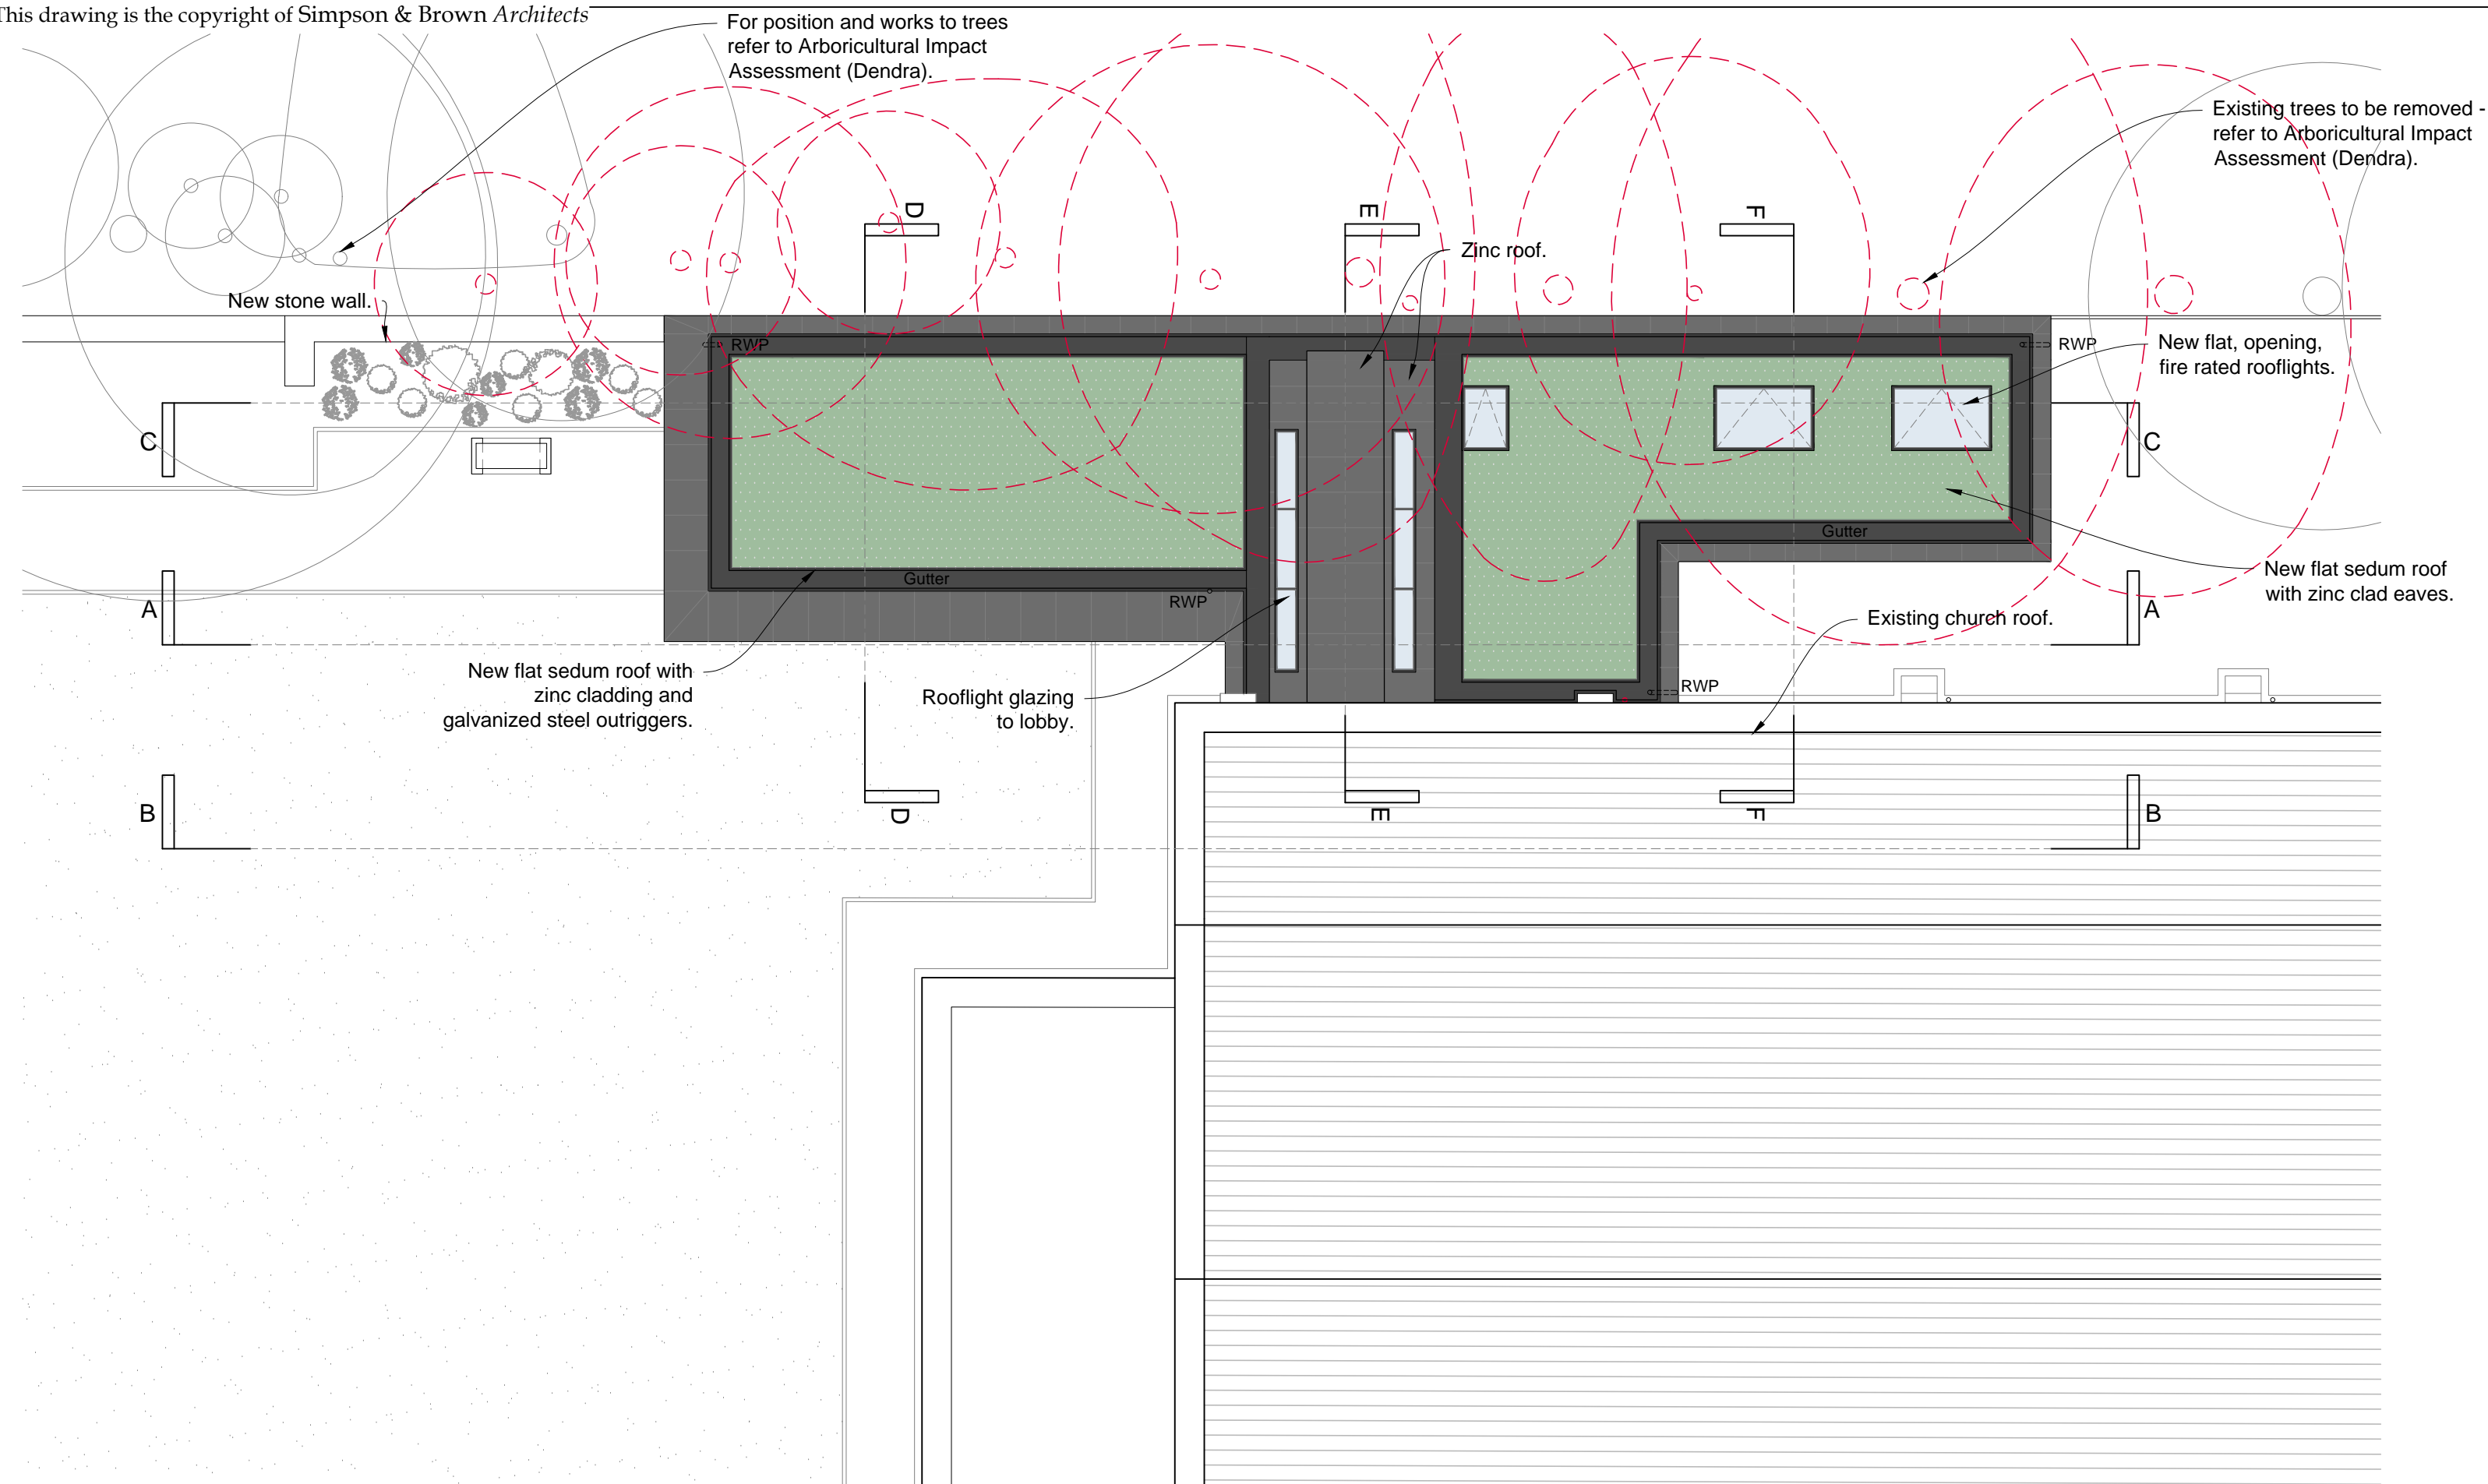 This drawing is the copyright of Simpson & Brown Architects
For position and works to trees
refer to Arboricultural Impact
Assessment (Dendra).
Existing trees to be removed -
refer to Arboricultural Impact
Assessment (Dendra).
D
E
F
Zinc roof.
New stone wall.
RWP
RWP
New flat, opening,
fire rated rooflights.
C
C
Gutter
Gutter
New flat sedum roof
with zinc clad eaves.
A
RWP
A
Existing church roof.
New flat sedum roof with
zinc cladding and
galvanized steel outriggers.
Rooflight glazing
to lobby.
RWP
B
D
E
F
B